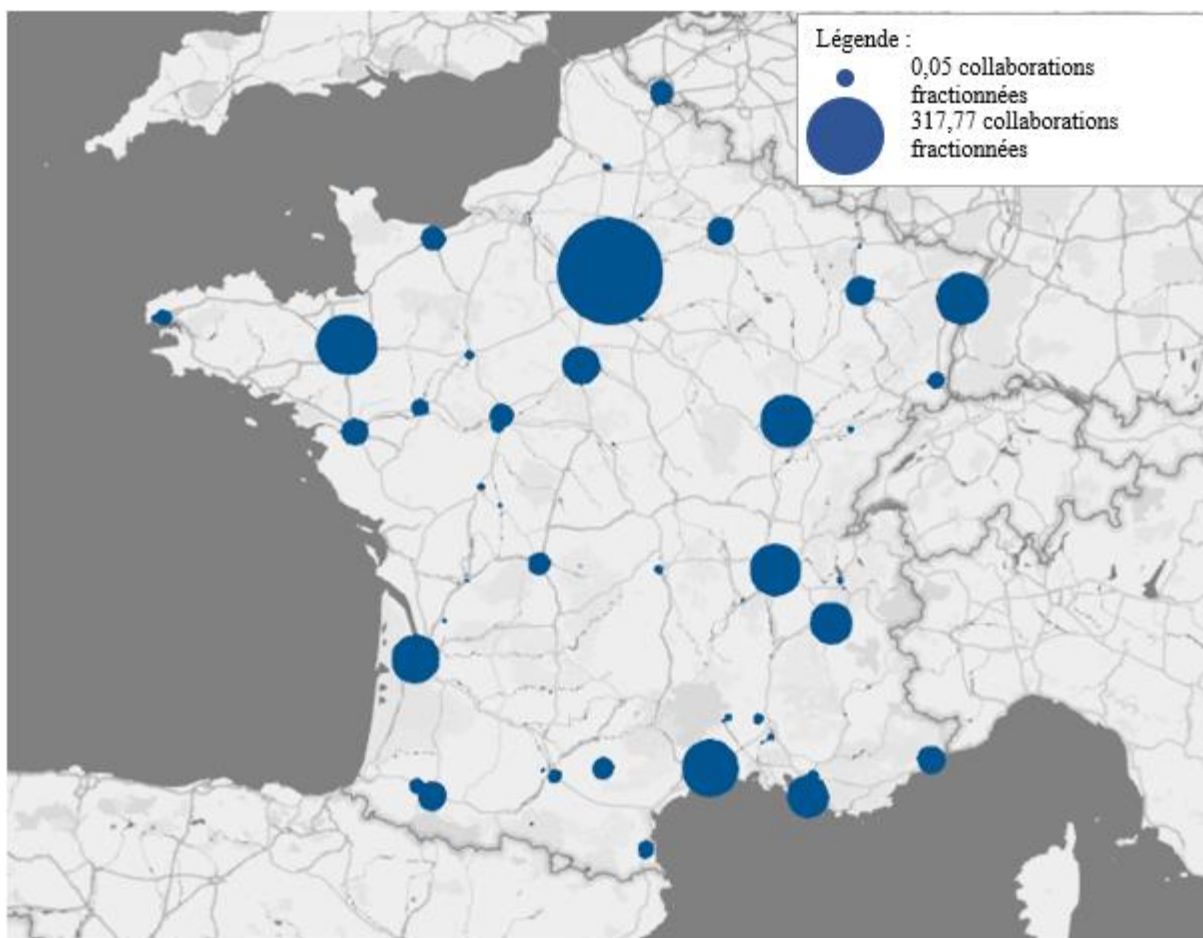 Légende :
0,05 collaborations
fractionnées
317,77 collaborations
fractionnées